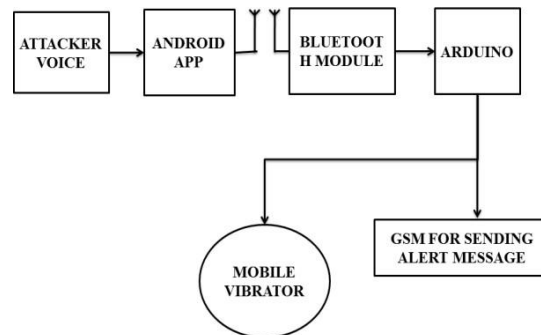 ATTACKER
VOICE
ANDROID
APP
BLUETOOT
H MODULE
ARDUINO
MOBILE
VIBRATOR
GSM FOR SENDING
ALERT MESSAGE